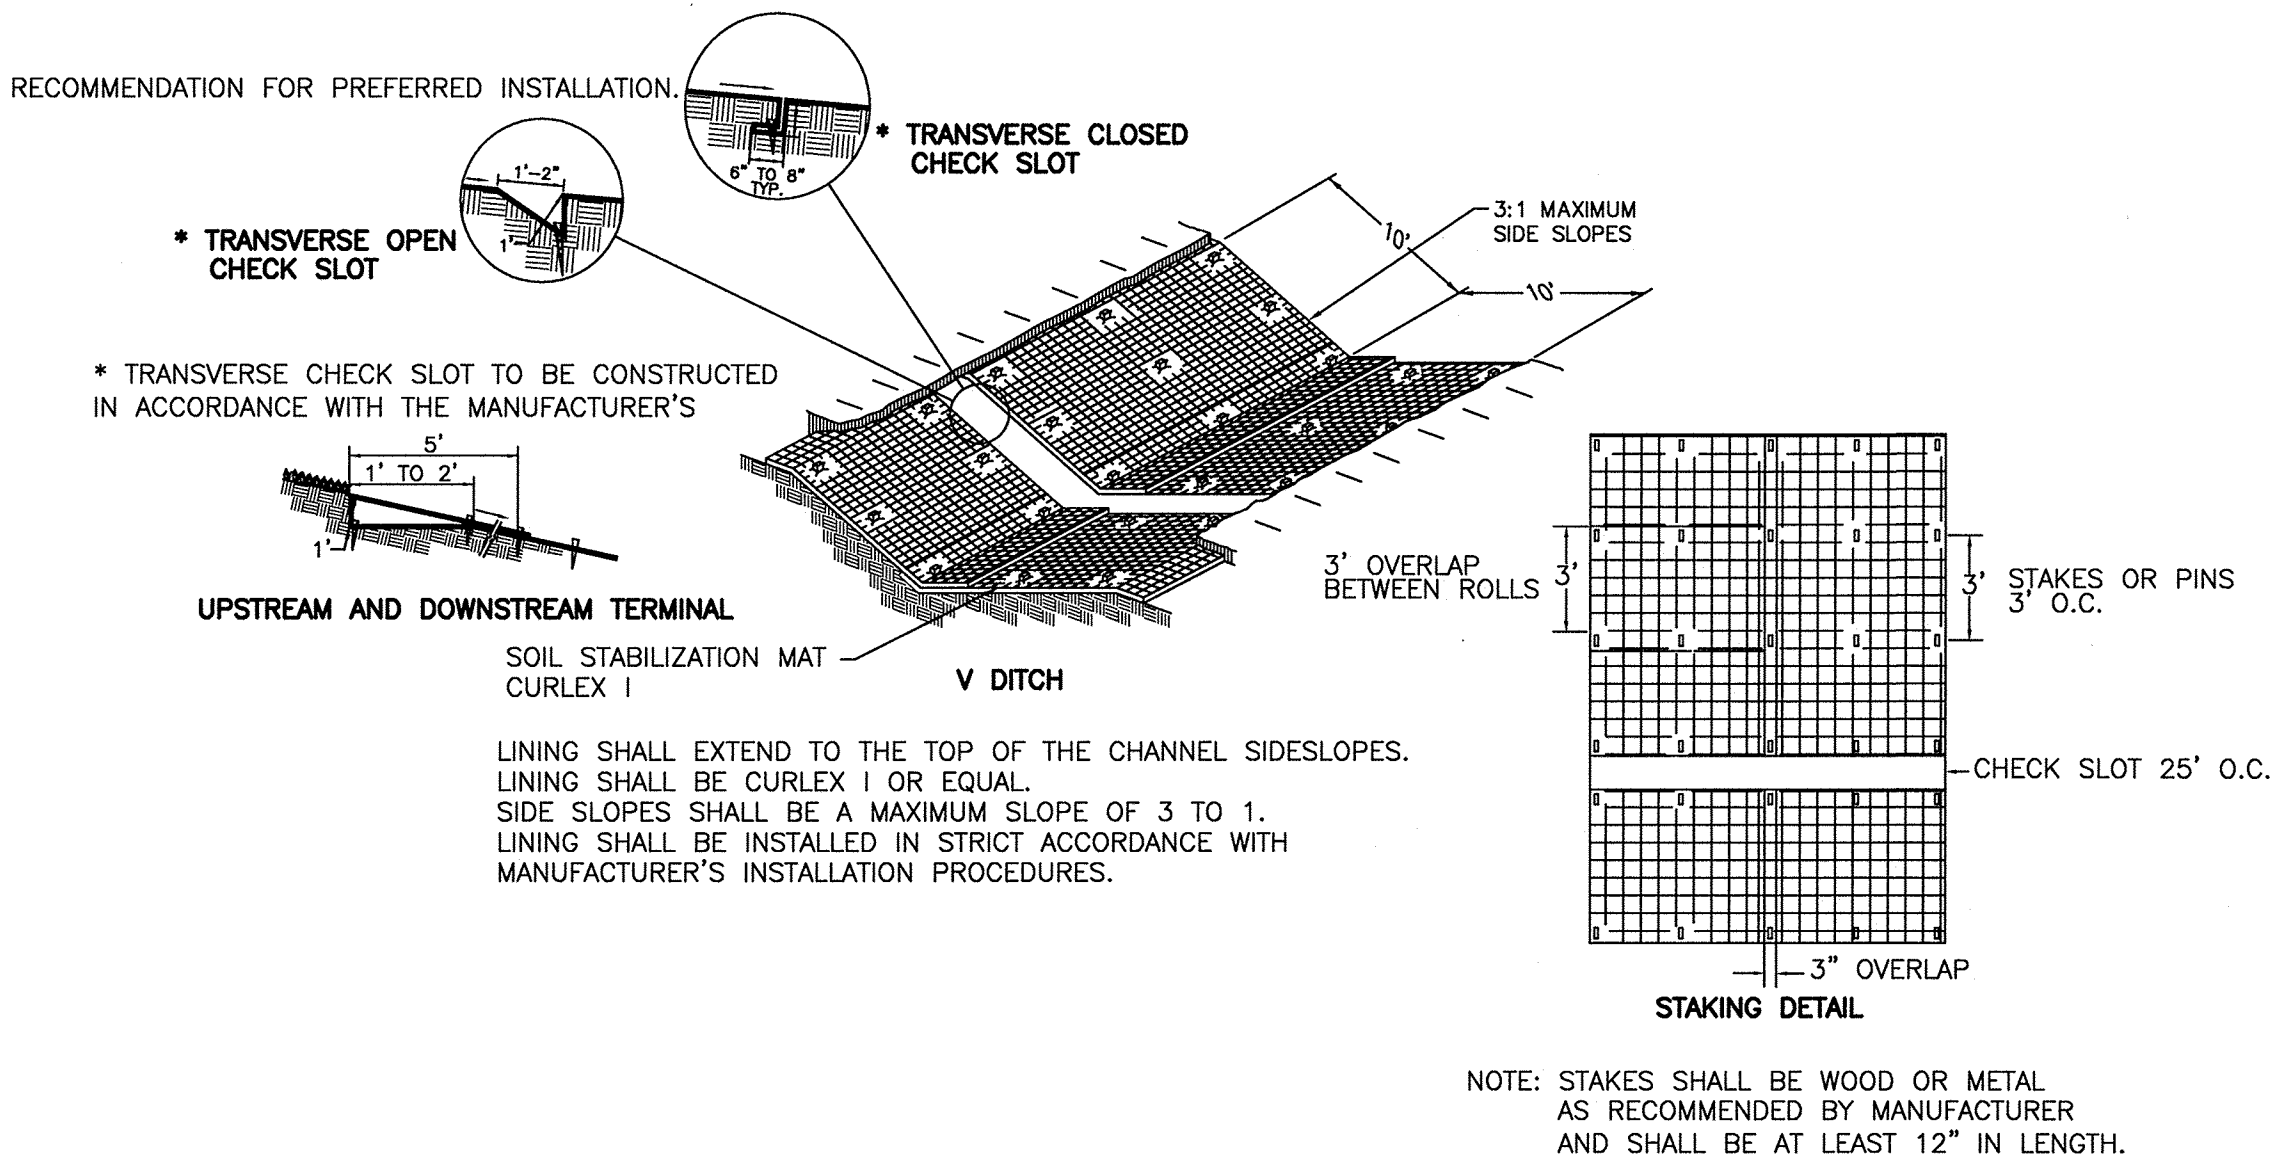 RECOMMENDATION FOR PREFERRED INSTALLATION.
* TRANSVERSE CLOSED
CHECK SLOT
6" TO 8"
TYP.
1'-2"
1'
* TRANSVERSE OPEN
CHECK SLOT
10'
3:1 MAXIMUM
SIDE SLOPES
10'
* TRANSVERSE CHECK SLOT TO BE CONSTRUCTED
IN ACCORDANCE WITH THE MANUFACTURER'S
5'
1' TO 2'
1'
UPSTREAM AND DOWNSTREAM TERMINAL
SOIL STABILIZATION MAT
CURLEX I
V DITCH
LINING SHALL EXTEND TO THE TOP OF THE CHANNEL SIDESLOPES.
LINING SHALL BE CURLEX I OR EQUAL.
SIDE SLOPES SHALL BE A MAXIMUM SLOPE OF 3 TO 1.
LINING SHALL BE INSTALLED IN STRICT ACCORDANCE WITH
MANUFACTURER'S INSTALLATION PROCEDURES.
3' OVERLAP
BETWEEN ROLLS
3'
3'
STAKES OR PINS
3' O.C.
CHECK SLOT 25' O.C.
3" OVERLAP
STAKING DETAIL
NOTE: STAKES SHALL BE WOOD OR METAL
AS RECOMMENDED BY MANUFACTURER
AND SHALL BE AT LEAST 12" IN LENGTH.